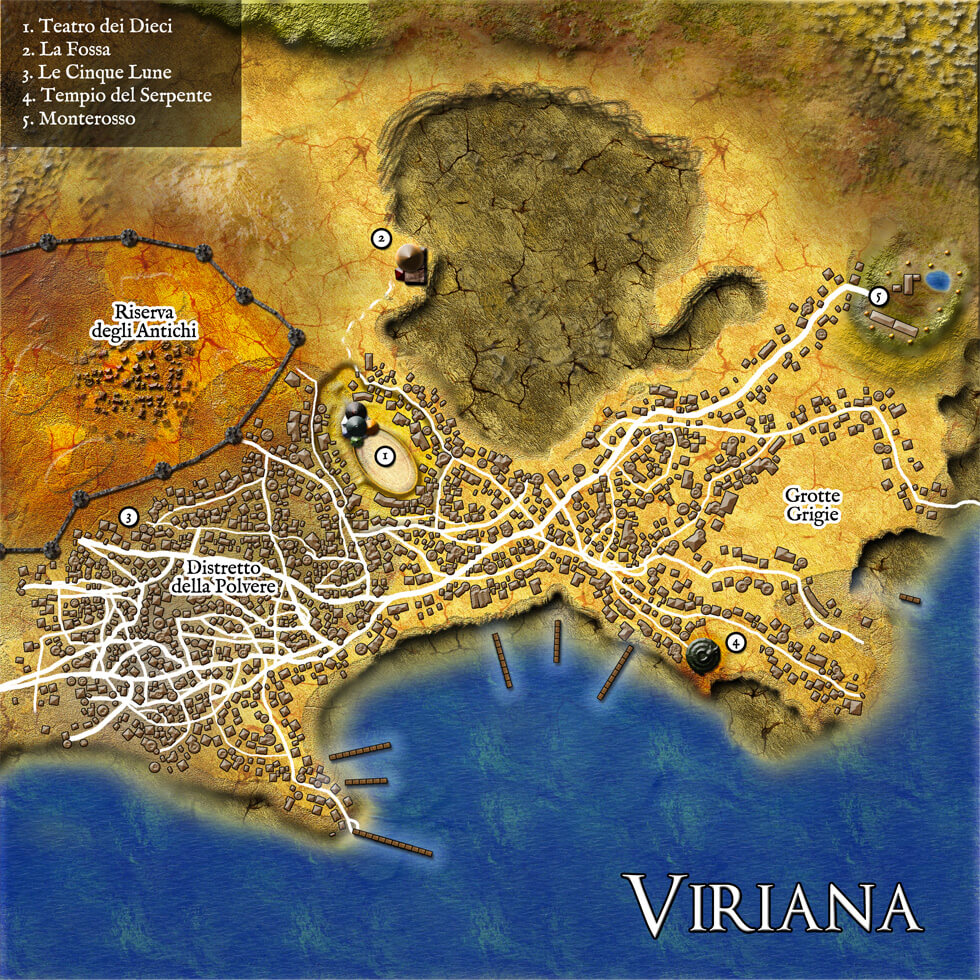 1. Teatro dei Dieci
2. La Fossa
3. Le Cinque Lune
4. Tempio del Serpente
5. Monterosso
2
5
Riserva
degli Antichi
1
Grotte
Grigie
3
Distretto
della Polvere
4
VIRIANA